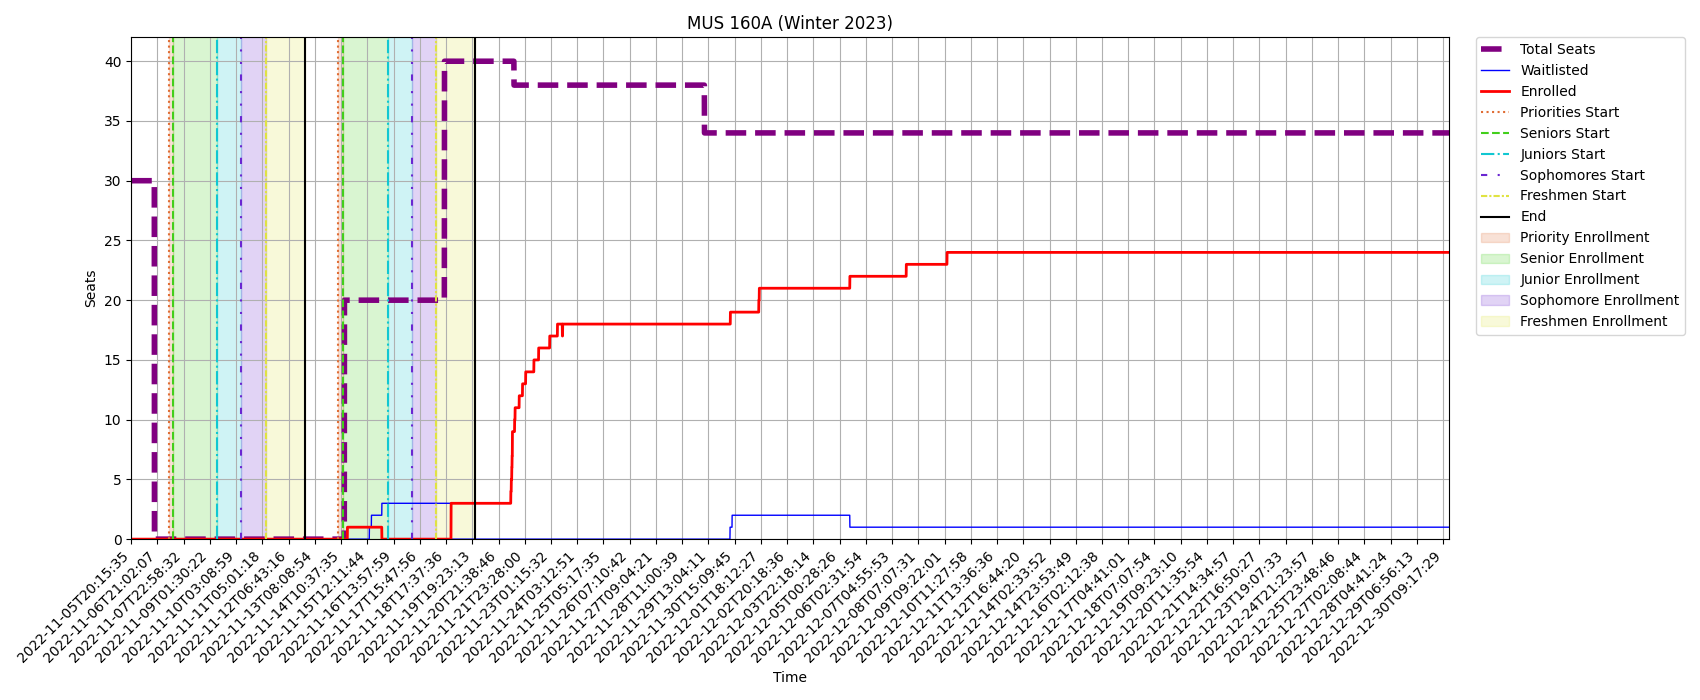 MUS 160A (Winter 2023)
Seats
40
35
30
25
20
15
10
5
0
2022-11-05T20:15:35
2022-11-06T21:02:07
2022-11-07T22:58:32
2022-11-09T01:30:22
2022-11-10T03:08:59
2022-11-11T05:01:18
2022-11-12T06:43:16
2022-11-13T08:08:54
2022-11-14T10:37:35
2022-11-15T12:11:44
2022-11-16T13:57:59
2022-11-17T15:47:56
2022-11-18T17:37:36
2022-11-19T19:23:13
2022-11-20T21:38:46
2022-11-21T23:28:00
2022-11-23T01:15:32
2022-11-24T03:12:51
2022-11-25T05:17:35
2022-11-26T07:10:42
2022-11-27T09:04:21
2022-11-28T11:00:39
2022-11-29T13:04:11
2022-11-30T15:09:45
2022-12-01T18:12:27
2022-12-02T20:18:36
2022-12-03T22:18:14
2022-12-05T00:28:26
2022-12-06T02:31:54
2022-12-07T04:55:53
2022-12-08T07:07:31
2022-12-09T09:22:01
2022-12-10T11:27:58
2022-12-11T13:36:36
2022-12-12T16:44:20
2022-12-14T02:33:52
2022-12-14T23:53:49
2022-12-16T02:12:38
2022-12-17T04:41:01
2022-12-18T07:07:54
2022-12-19T09:23:10
2022-12-20T11:35:54
2022-12-21T14:34:57
2022-12-22T16:50:27
2022-12-23T19:07:33
2022-12-24T21:23:57
2022-12-25T23:48:46
2022-12-27T02:08:44
2022-12-28T04:41:24
2022-12-29T06:56:13
2022-12-30T09:17:29
Time
Total Seats
Waitlisted
Enrolled
Priorities Start
Seniors Start
Juniors Start
Sophomores Start
Freshmen Start
End
Priority Enrollment
Senior Enrollment
Junior Enrollment
Sophomore Enrollment
Freshmen Enrollment